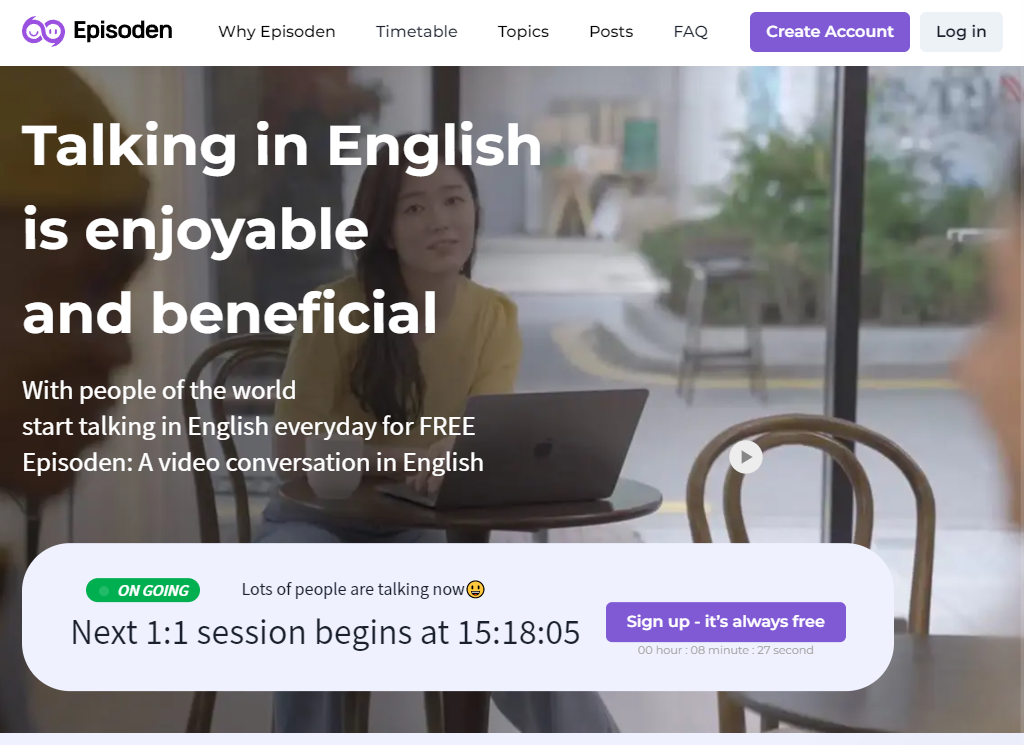 Episoden
Why Episoden
Timetable
Topics
Posts
FAQ
Create Account
Log in
Talking in English
is enjoyable
and beneficial
With people of the world
start talking in English everyday for FREE
Episoden: A video conversation in English
ON GOING
Lots of people are talking now😃
Next 1:1 session begins at 15:18:05
Sign up - it's always free
00 hour : 08 minute : 27 second